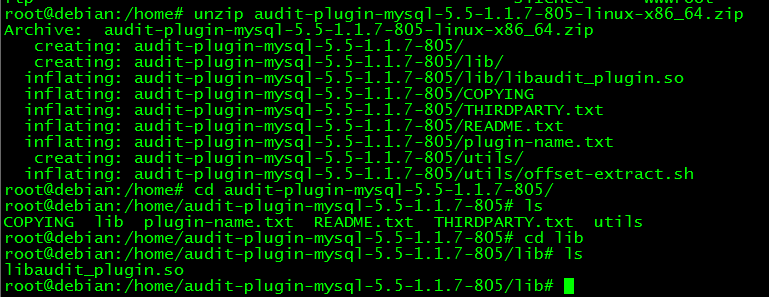 root@debian:/home# unzip audit-plugin-mysql-5.5-1.1.7-805-linux-x86_64.zip
Archive:  audit-plugin-mysql-5.5-1.1.7-805-linux-x86_64.zip
   creating: audit-plugin-mysql-5.5-1.1.7-805/
   creating: audit-plugin-mysql-5.5-1.1.7-805/lib/
  inflating: audit-plugin-mysql-5.5-1.1.7-805/lib/libaudit_plugin.so
  inflating: audit-plugin-mysql-5.5-1.1.7-805/COPYING
  inflating: audit-plugin-mysql-5.5-1.1.7-805/THIRDPARTY.txt
  inflating: audit-plugin-mysql-5.5-1.1.7-805/README.txt
  inflating: audit-plugin-mysql-5.5-1.1.7-805/plugin-name.txt
   creating: audit-plugin-mysql-5.5-1.1.7-805/utils/
  inflating: audit-plugin-mysql-5.5-1.1.7-805/utils/offset-extract.sh
root@debian:/home# cd audit-plugin-mysql-5.5-1.1.7-805/
root@debian:/home/audit-plugin-mysql-5.5-1.1.7-805# ls
COPYING  lib  plugin-name.txt  README.txt  THIRDPARTY.txt  utils
root@debian:/home/audit-plugin-mysql-5.5-1.1.7-805# cd lib
root@debian:/home/audit-plugin-mysql-5.5-1.1.7-805/lib# ls
libaudit_plugin.so
root@debian:/home/audit-plugin-mysql-5.5-1.1.7-805/lib#